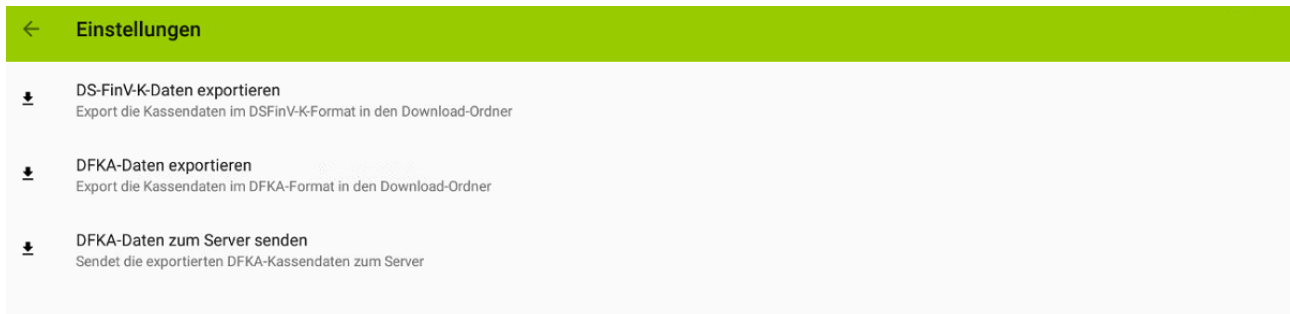 Einstellungen
DS-FinV-K-Daten exportieren
Export die Kassendaten im DSFinV-K-Format in den Download-Ordner
DFKA-Daten exportieren
Export die Kassendaten im DFKA-Format in den Download-Ordner
DFKA-Daten zum Server senden
Sendet die exportierten DFKA-Kassendaten zum Server